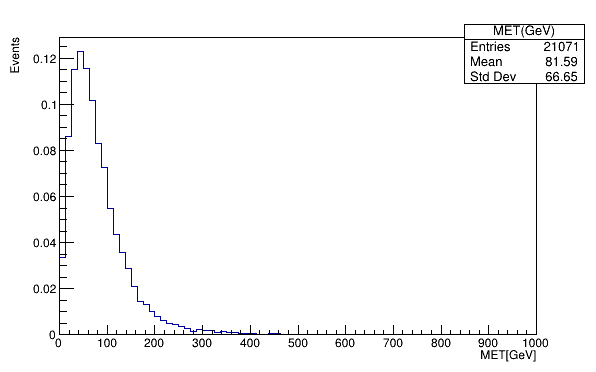 MET(GeV)
Entries 21071
Mean 81.59
Std Dev 66.65
Events
0.12
0.1
0.08
0.06
0.04
0.02
0
0 100 200 300 400 500 600 700 800 900 1000
MET[GeV]